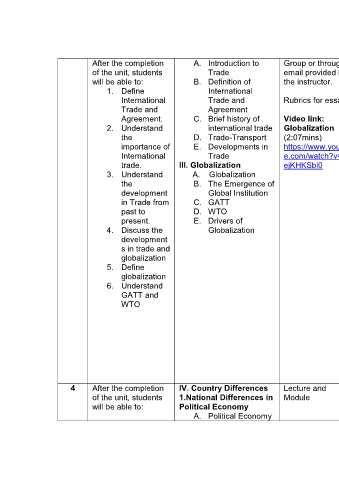 After the completion
of the unit, students
will be able to:
1. Define
International
Trade and
Agreement.
2. Understand
the
importance of
International
trade.
3. Understand
the
development
in Trade from
past to
present.
4. Discuss the
development
s in trade and
globalization
5. Define
globalization
6. Understand
GATT and
WTO
A. Introduction to
Trade
B. Definition of
International
Trade and
Agreement
C. Brief history of
international trade
D. Trade-Transport
E. Developments in
Trade
III. Globalization
A. Globalization
B. The Emergence of
Global Institution
C. GATT
D. WTO
E. Drivers of
Globalization
Group or throug
email provided
the instructor.
Rubrics for essa
Video link:
Globalization
(2:07mins)
https://www.you
e.com/watch?v=
ejKHKSbI0
4
After the completion
of the unit, students
will be able to:
IV. Country Differences
1.National Differences in
Political Economy
A. Political Economy
Lecture and
Module